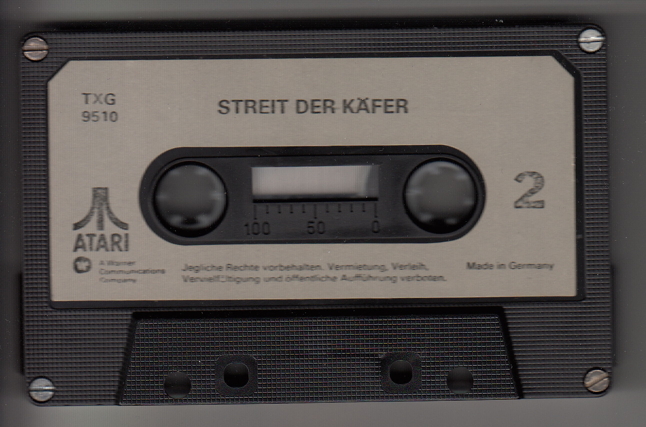 TXG
9510
STREIT DER KÄFER
2
100 50 0
ATARI
A Warner
Communications
Company
Jegliche Rechte vorbehalten. Vermietung, Verleih,
Vervielfältigung und öffentliche Aufführung verboten.
Made in Germany